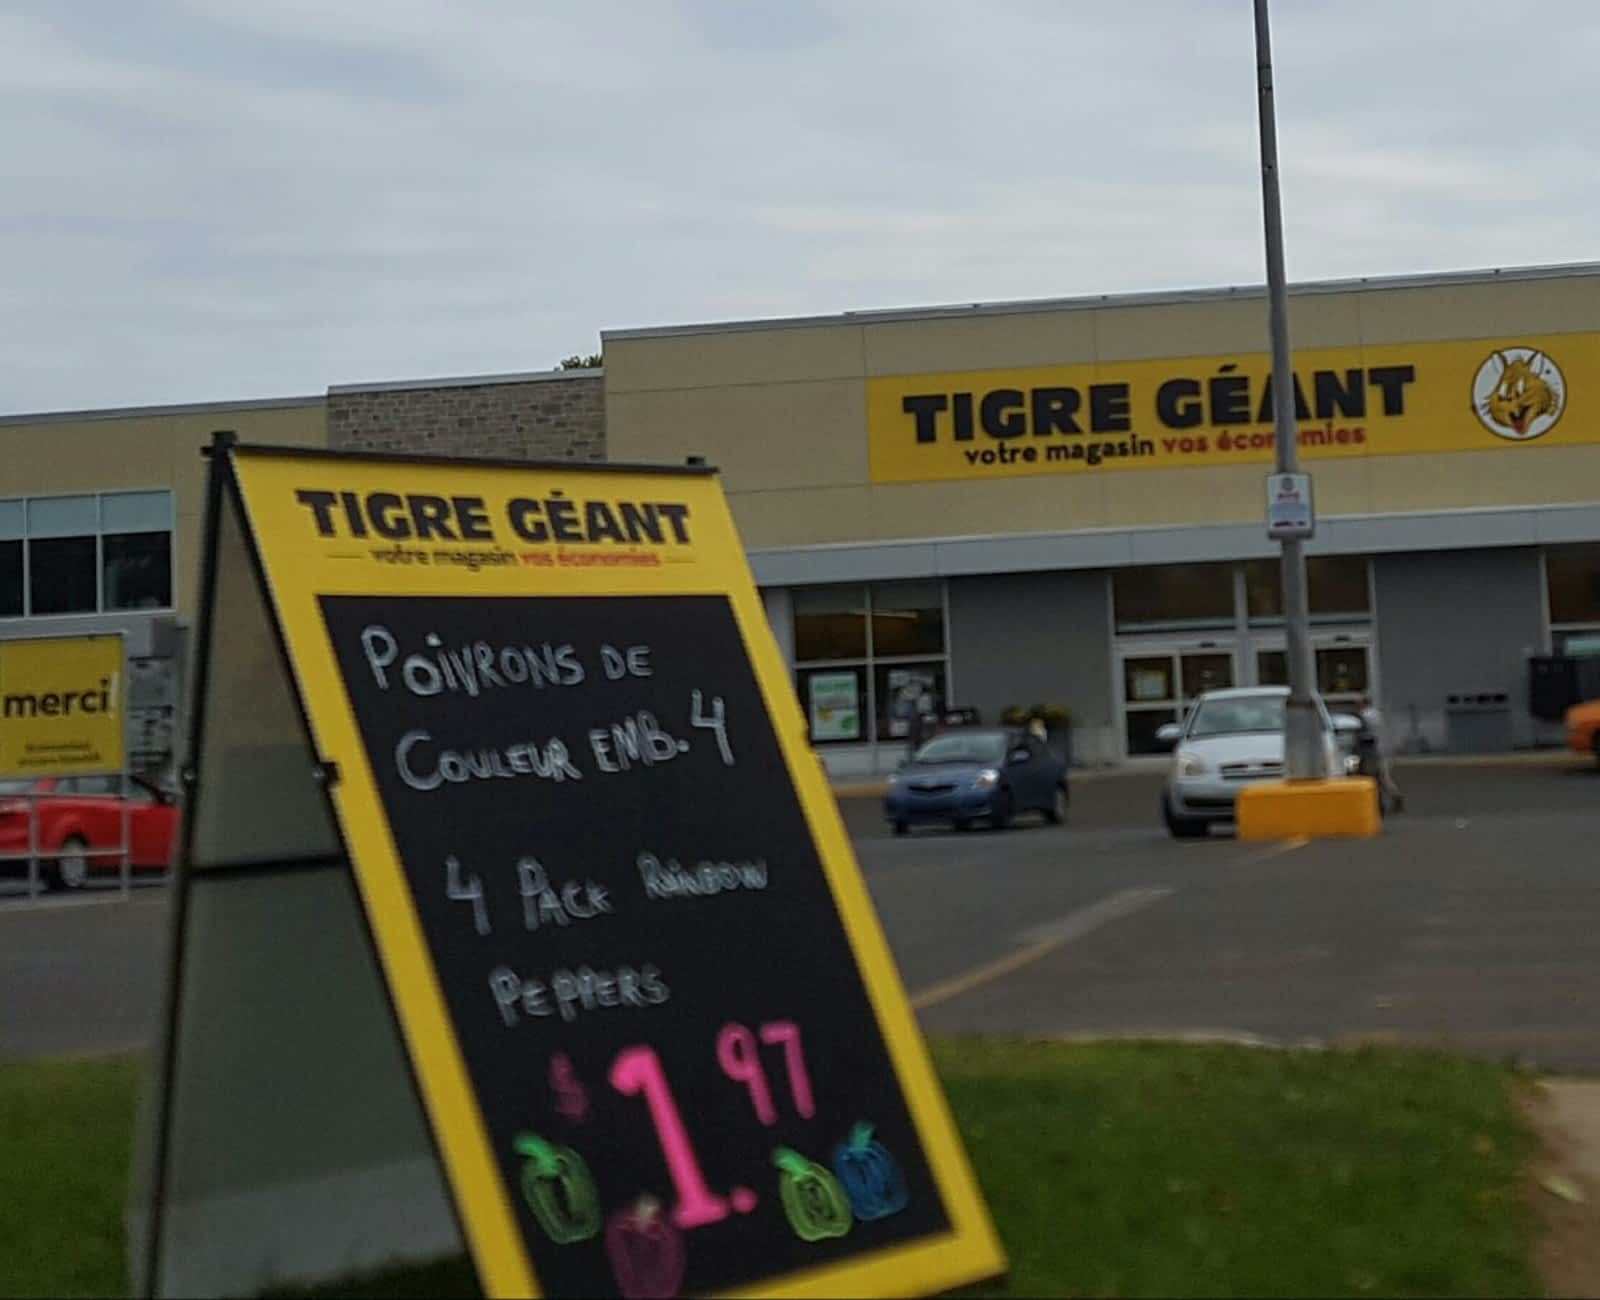 TIGRE GÉANT
votre magasin vos économies
TIGRE GÉANT
votre magasin vos économies
merci!
POIVRONS DE
COULEUR EMB. 4
4 PACK RAINBOW
PEPPERS
$1.97